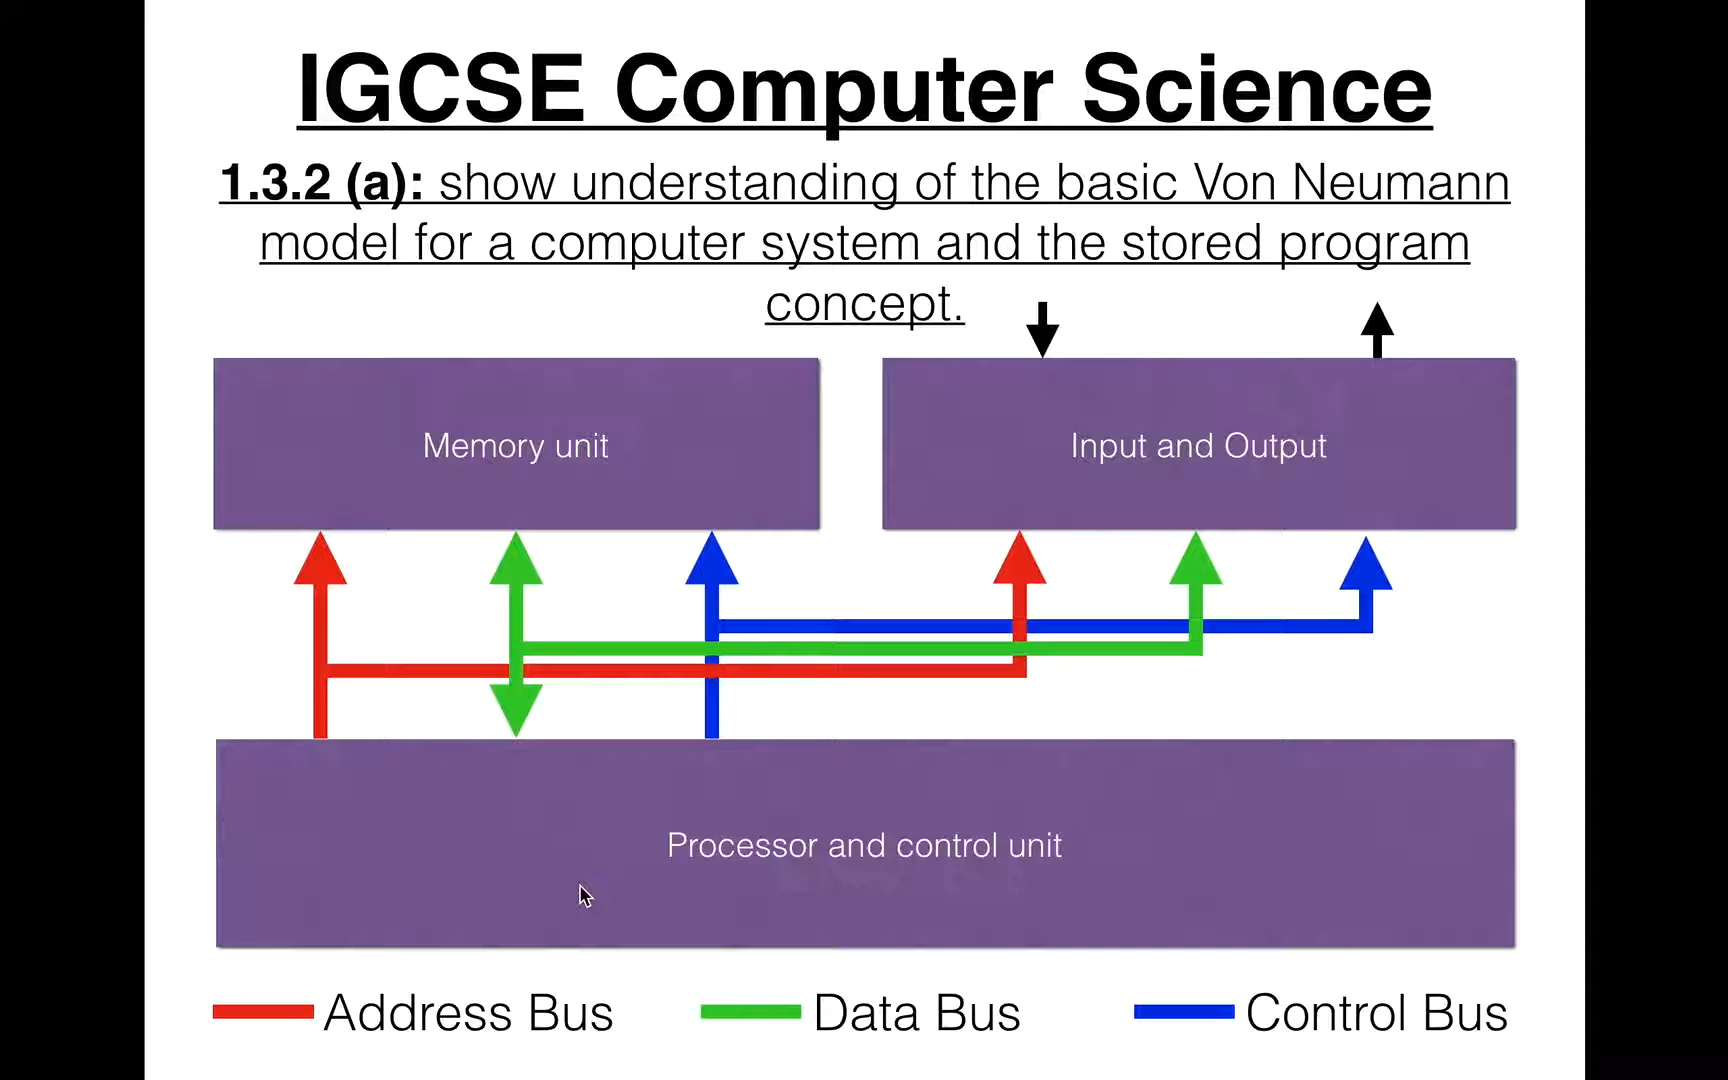 IGCSE Computer Science
1.3.2 (a): show understanding of the basic Von Neumann
model for a computer system and the stored program
concept.
Memory unit
Input and Output
Processor and control unit
Address Bus
Data Bus
Control Bus